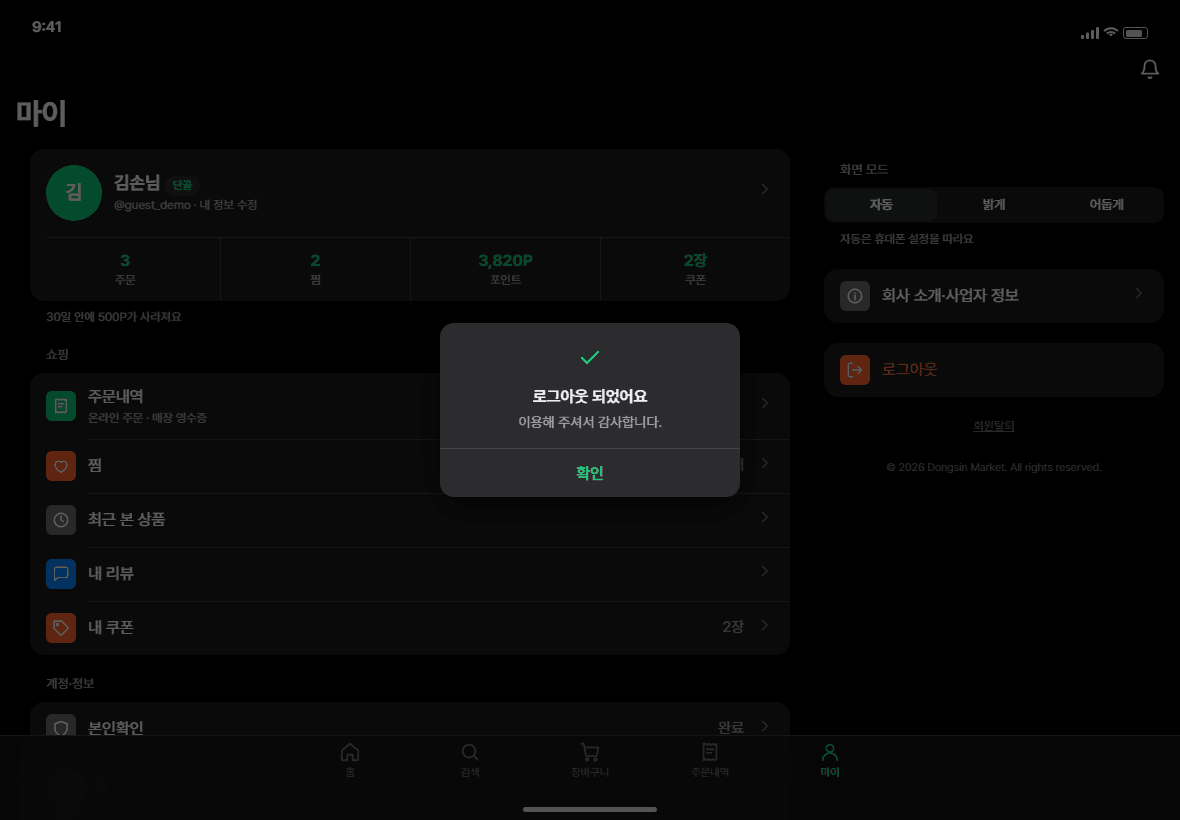 9:41
마이
김
김손님 단골
@guest_demo · 내 정보 수정
3
주문
2
찜
3,820P
포인트
2장
쿠폰
30일 안에 500P가 사라져요
쇼핑
주문내역
온라인 주문 · 매장 영수증
찜
최근 본 상품
내 리뷰
내 쿠폰
2장
계정·정보
본인확인
완료
화면 모드
자동
밝게
어둡게
자동은 휴대폰 설정을 따라요
회사 소개·사업자 정보
로그아웃
회원탈퇴
© 2026 Dongsin Market. All rights reserved.
로그아웃 되었어요
이용해 주셔서 감사합니다.
확인
홈
검색
장바구니
주문내역
마이